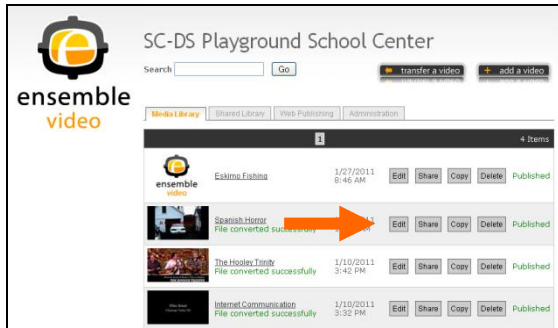 SC-DS Playground School Center
Search Go transfer a video + add a video
ensemble
video
Media Library Shared Library Web Publishing Administration
1 4 Items
ensemble
video
Eskimo Fishing 1/27/2011 8:46 AM Edit Share Copy Delete Published
Spanish Horror Edit Share Copy Delete Published
File converted successfully
The Hooley Trinity 1/10/2011 3:42 PM Edit Share Copy Delete Published
File converted successfully
Internet Communication 1/10/2011 3:32 PM Edit Share Copy Delete Published
File converted successfully